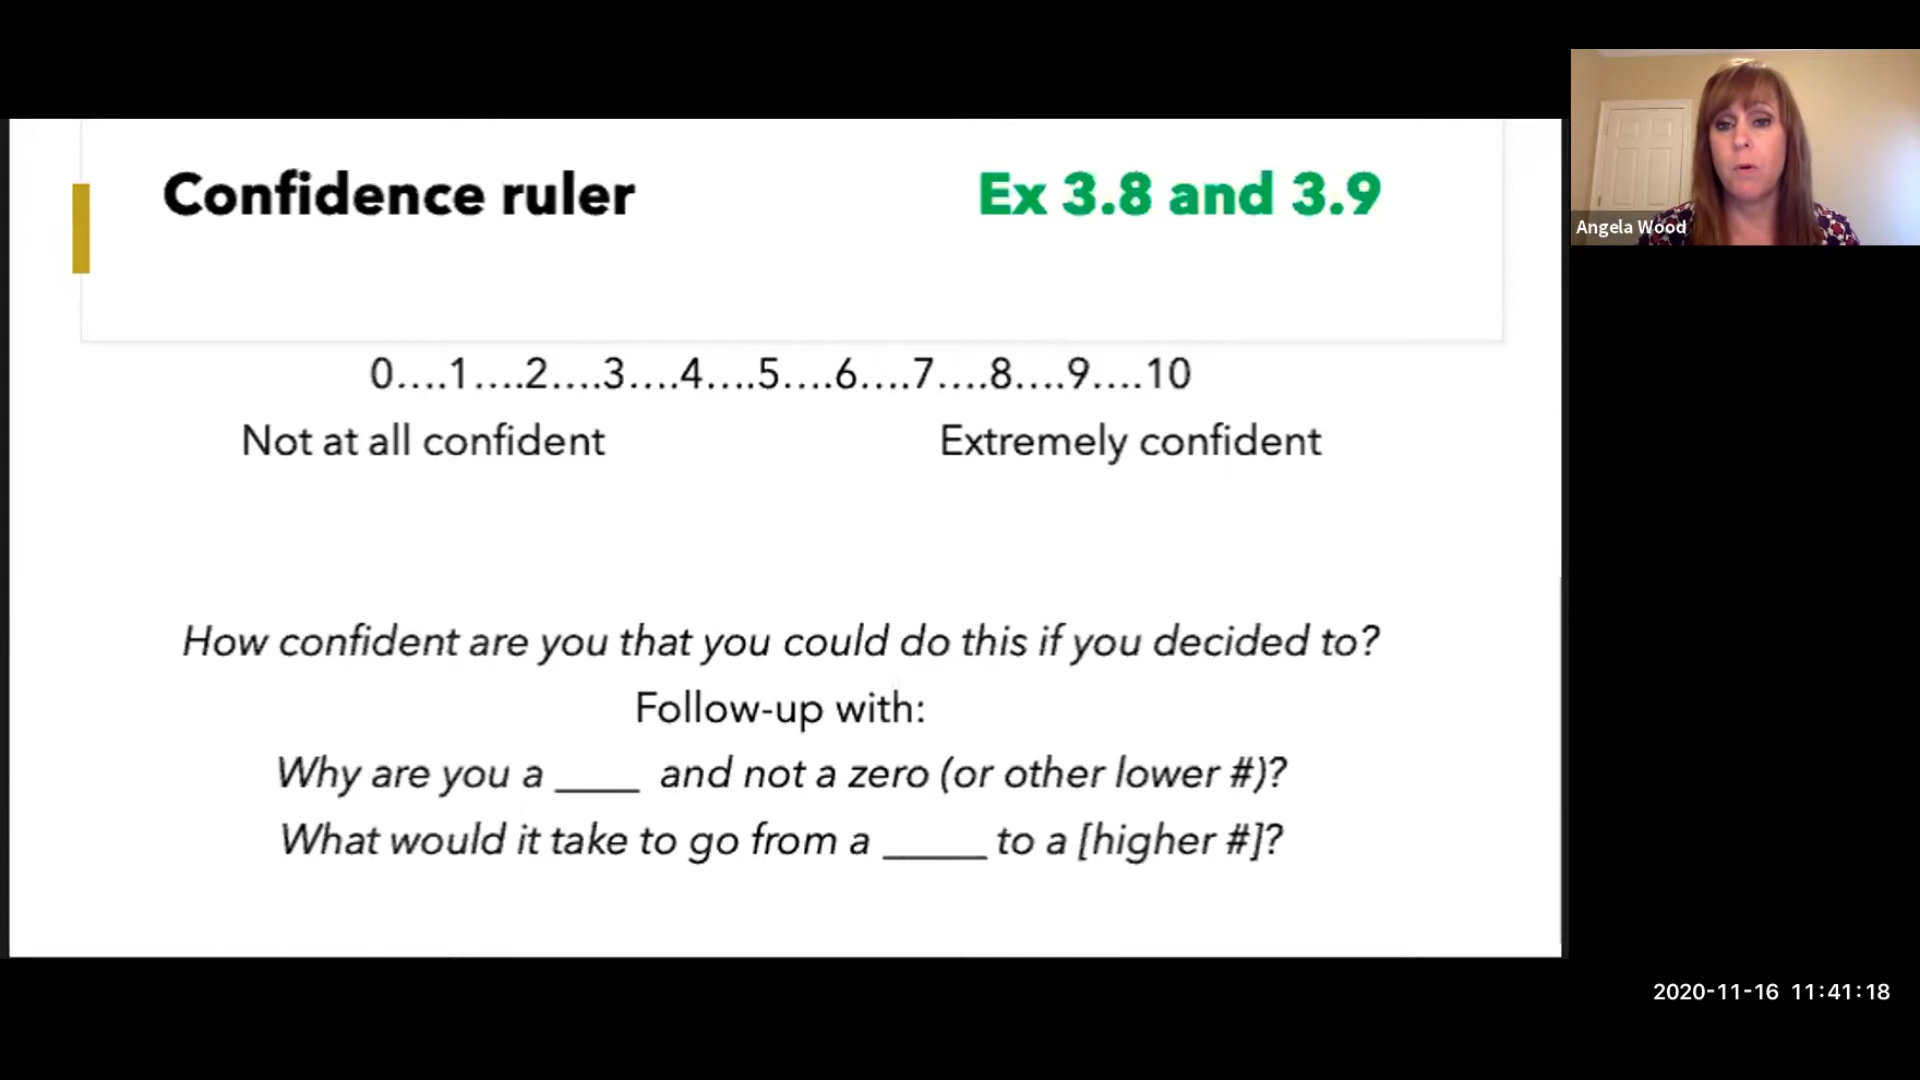 Confidence ruler
Ex 3.8 and 3.9
Angela Wood
0....1....2....3....4....5....6....7....8....9....10
Not at all confident
Extremely confident
How confident are you that you could do this if you decided to?
Follow-up with:
Why are you a ____ and not a zero (or other lower #)?
What would it take to go from a _____ to a [higher #]?
2020-11-16 11:41:18